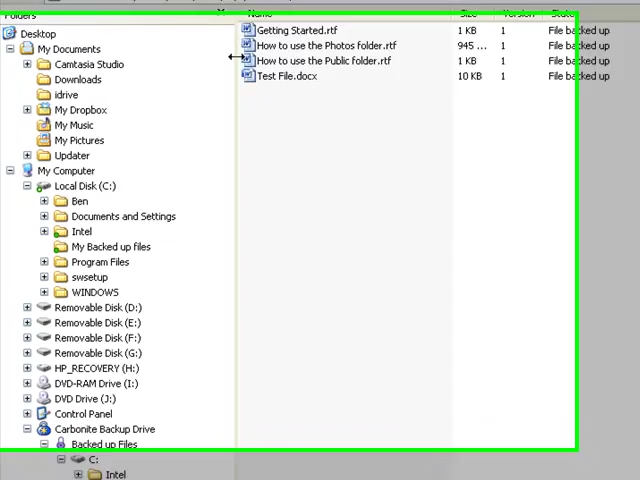 Folders
Name Size Version State
Desktop
My Documents
Camtasia Studio
Downloads
idrive
My Dropbox
My Music
My Pictures
Updater
My Computer
Local Disk (C:)
Ben
Documents and Settings
Intel
My Backed up files
Program Files
swsetup
WINDOWS
Removable Disk (D:)
Removable Disk (E:)
Removable Disk (F:)
Removable Disk (G:)
HP_RECOVERY (H:)
DVD-RAM Drive (I:)
DVD Drive (J:)
Control Panel
Carbonite Backup Drive
Backed up Files
C:
Intel
Getting Started.rtf 1 KB 1 File backed up
How to use the Photos folder.rtf 945 ... 1 File backed up
How to use the Public folder.rtf 1 KB 1 File backed up
Test File.docx 10 KB 1 File backed up